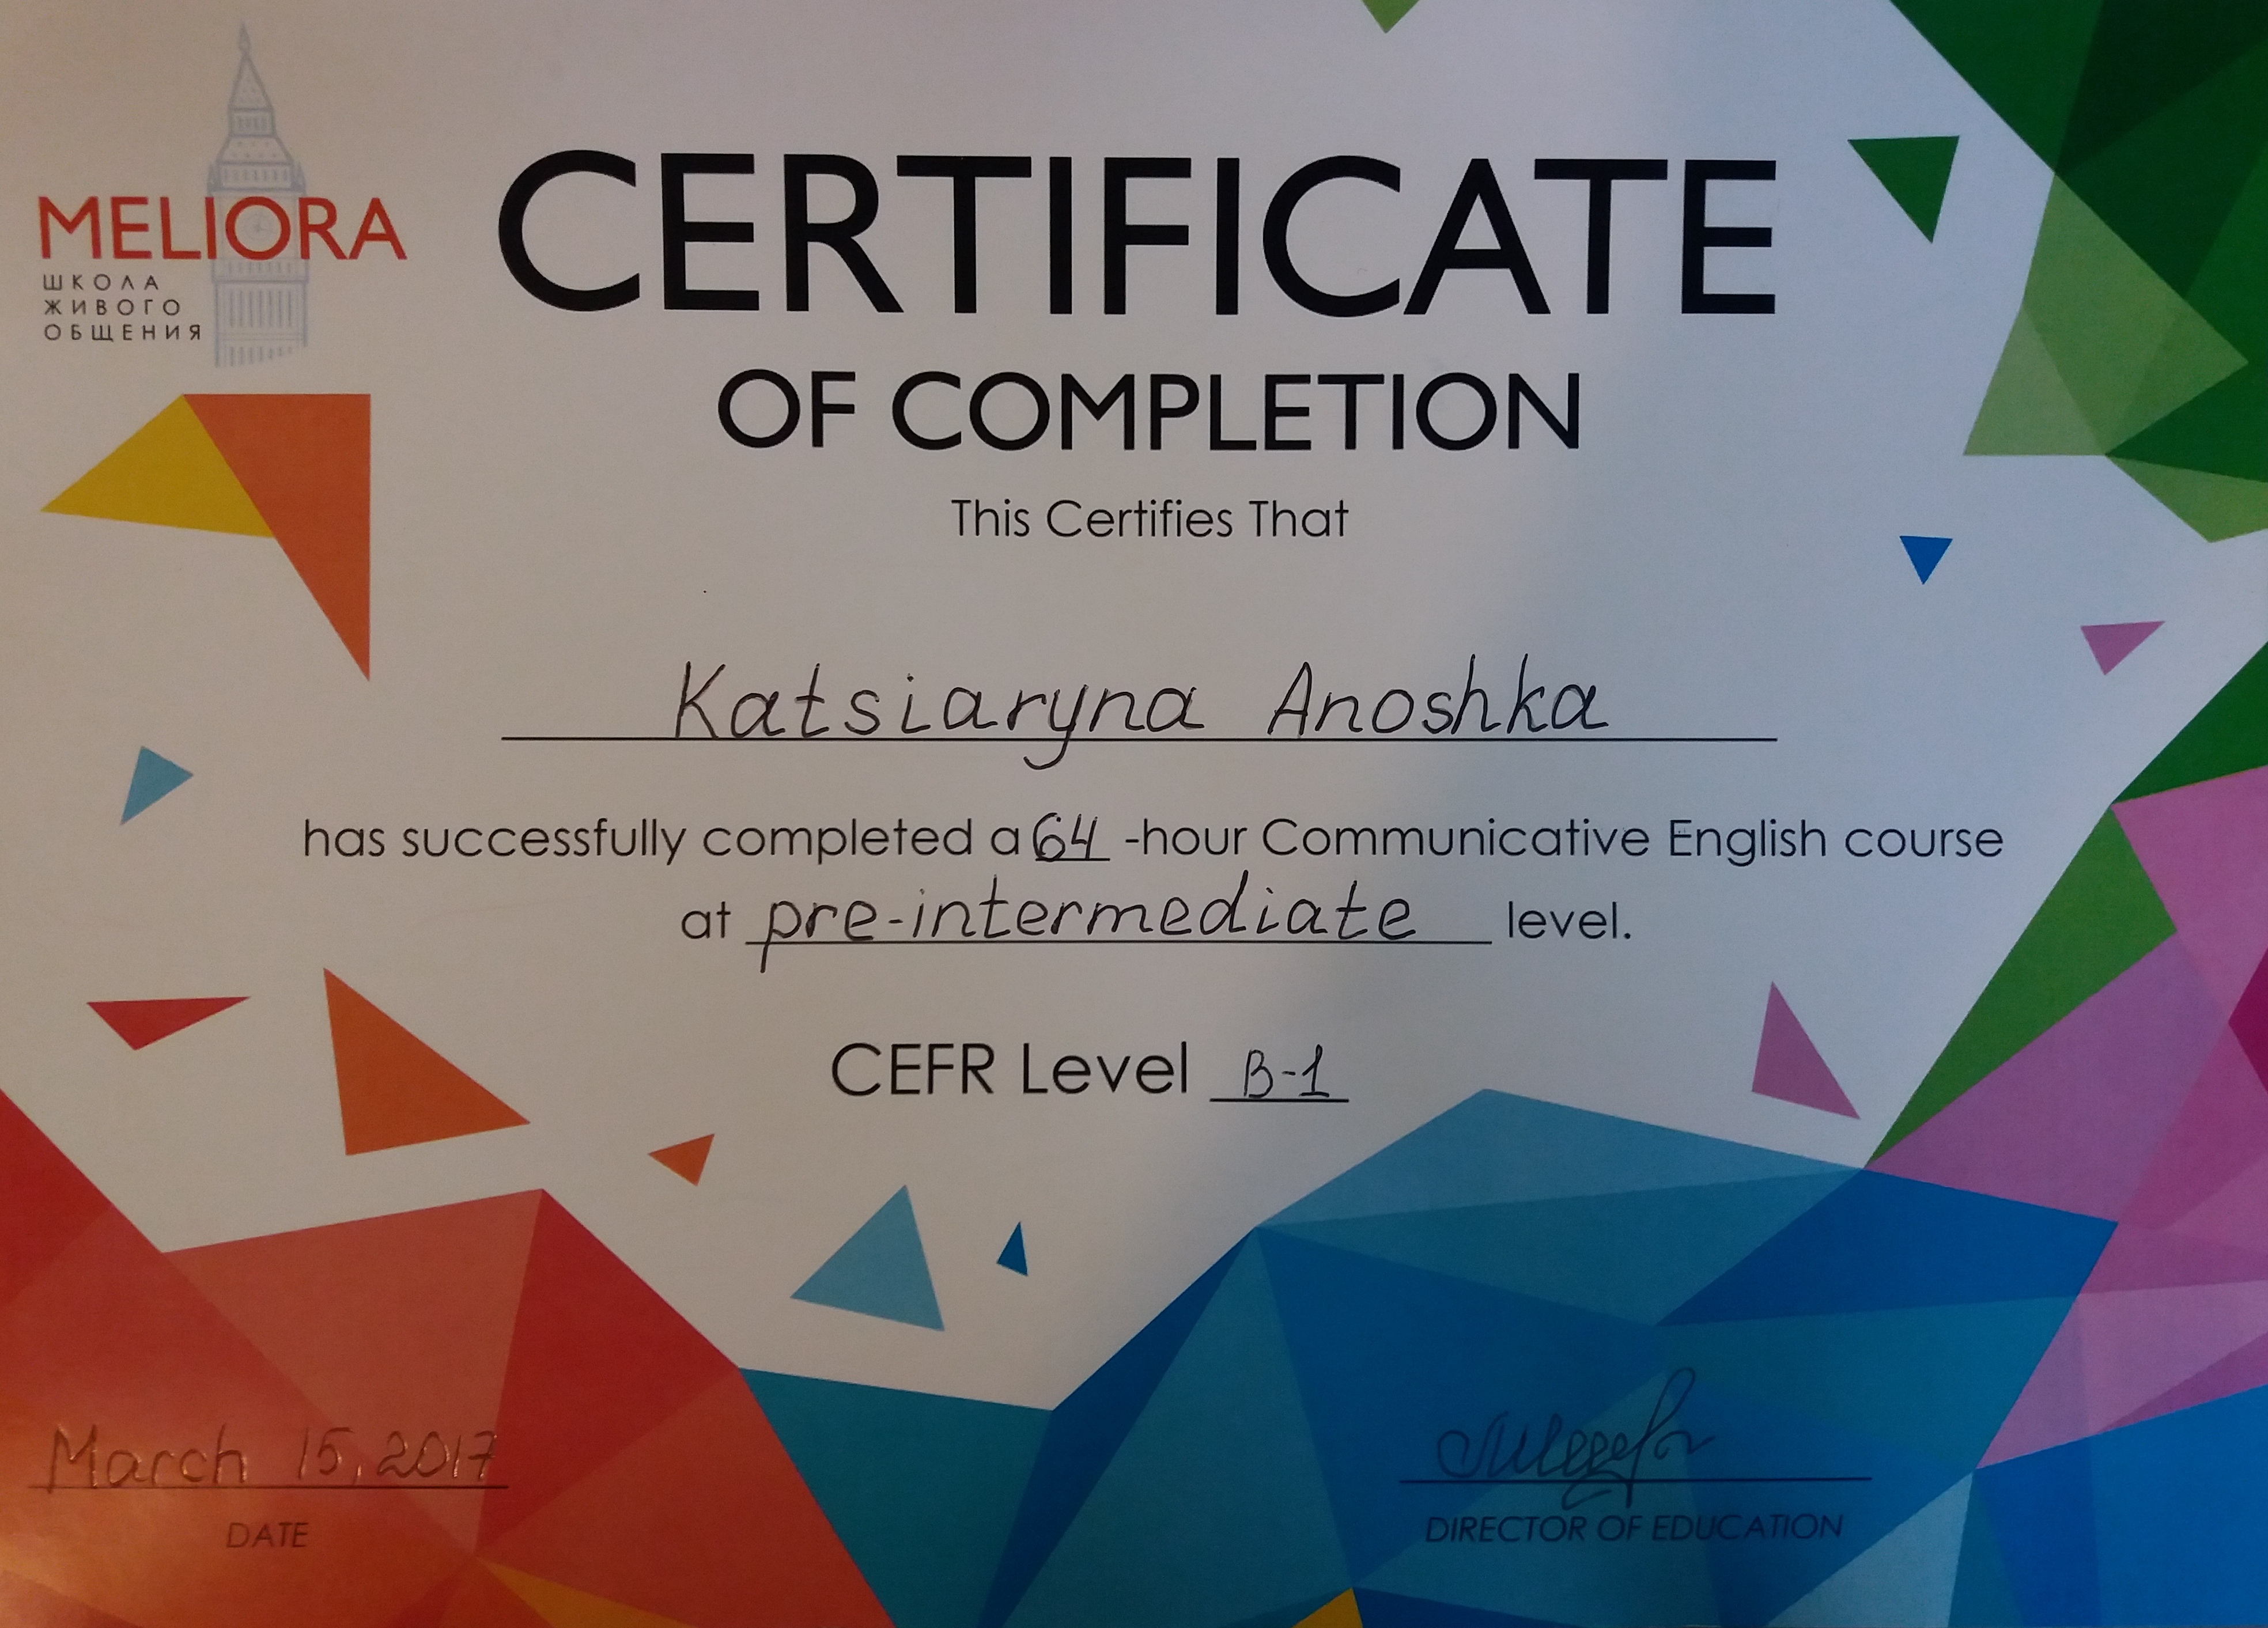 MELIORA
ШКОЛА
ЖИВОГО
ОБЩЕНИЯ
CERTIFICATE
OF COMPLETION
This Certifies That
Katsiaryna Anoshka
has successfully completed a 64 -hour Communicative English course
at pre-intermediate level.
CEFR Level B-1
March 15, 2017
DATE
DIRECTOR OF EDUCATION